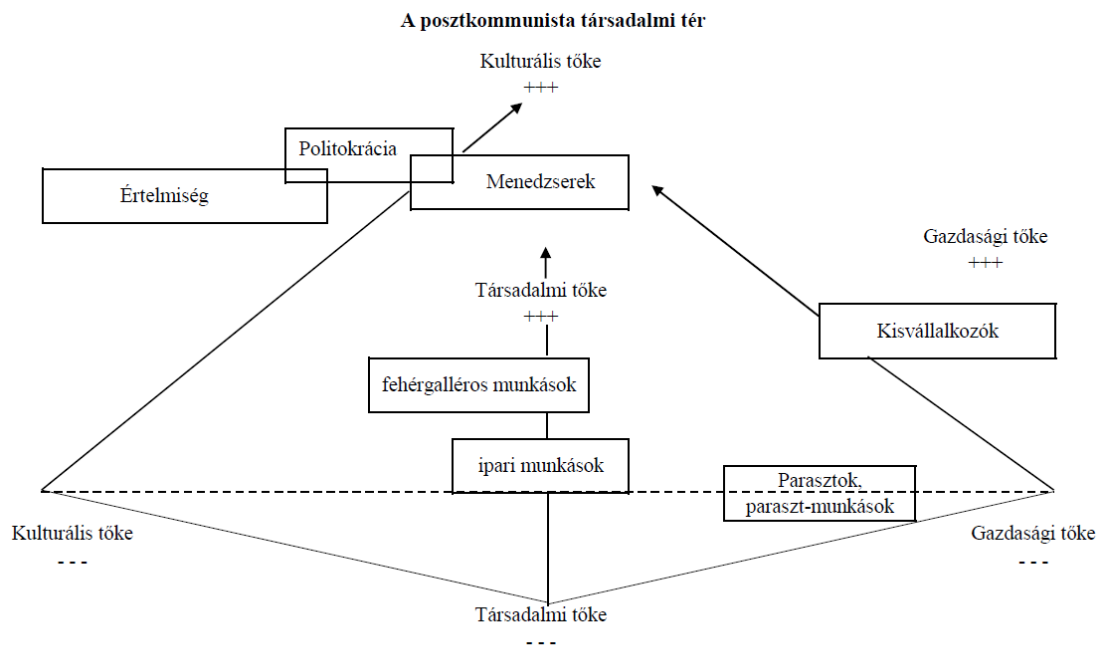 A posztkommunista társadalmi tér
Kulturális tőke
+++
Politokrácia
Menedzserek
Értelmiség
Gazdasági tőke
+++
Társadalmi tőke
+++
Kisvállalkozók
fehérgalléros munkások
ipari munkások
Parasztok,
paraszt-munkások
Kulturális tőke
- - -
Gazdasági tőke
- - -
Társadalmi tőke
- - -